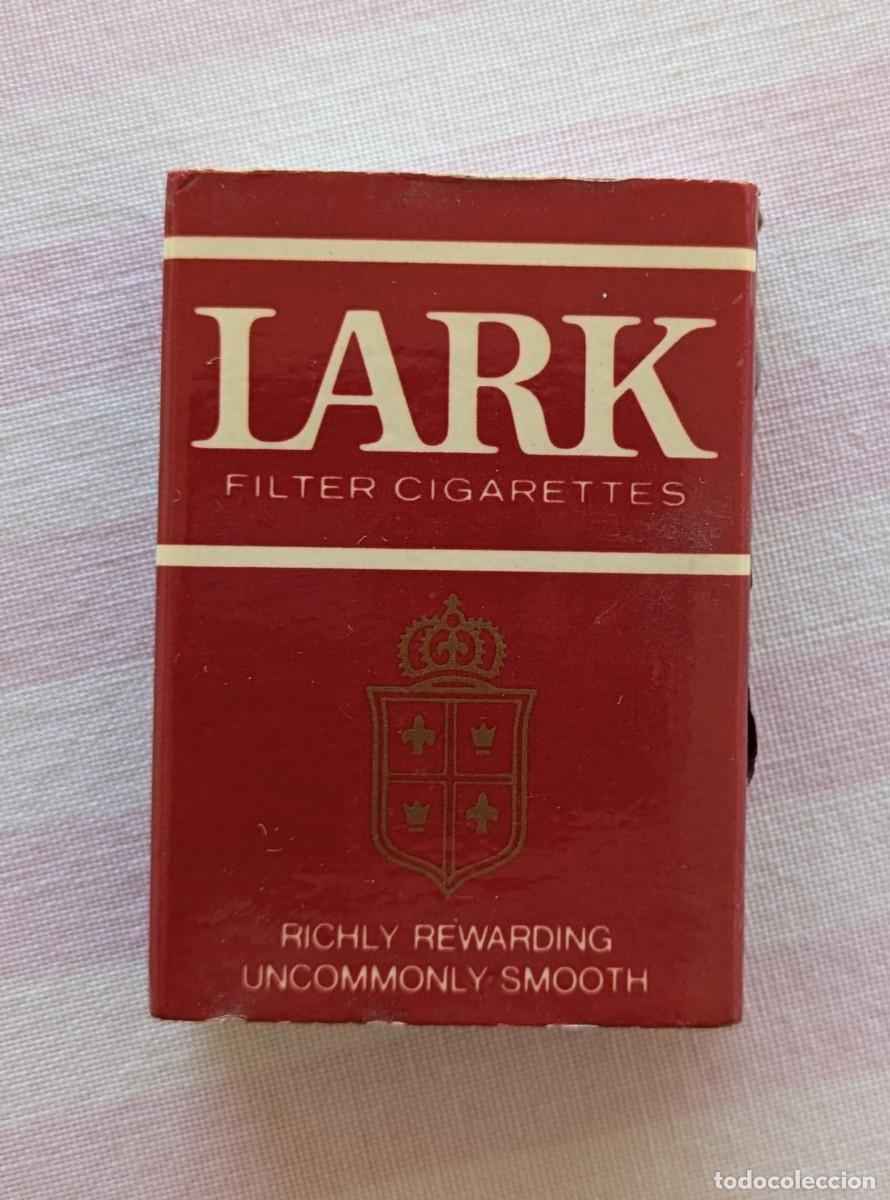 LARK
FILTER CIGARETTES
RICHLY REWARDING
UNCOMMONLY SMOOTH
todocoleccion